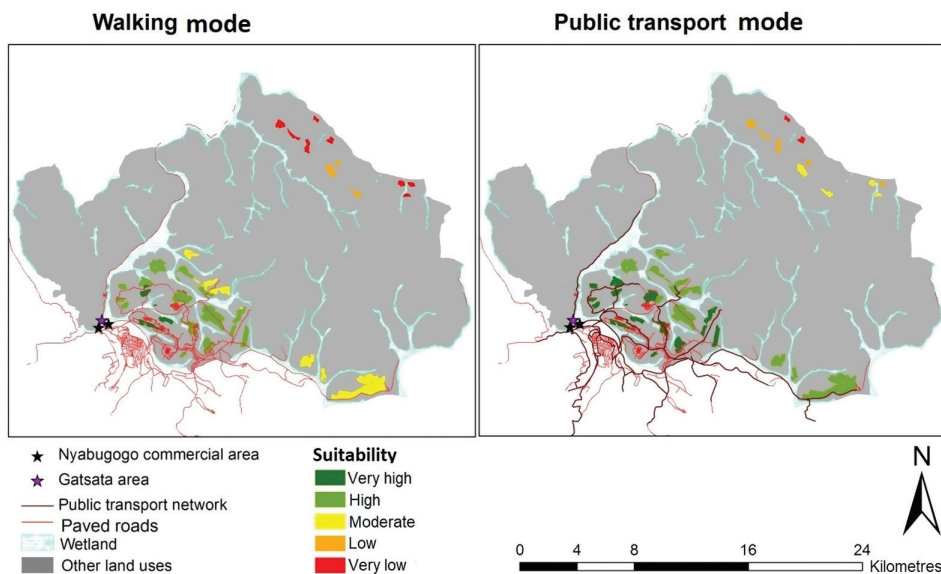 Walking mode
Public transport mode
Nyabugogo commercial area
Gatsata area
Public transport network
Paved roads
Wetland
Other land uses
Suitability
Very high
High
Moderate
Low
Very low
N
0 4 8 16 24
Kilometres